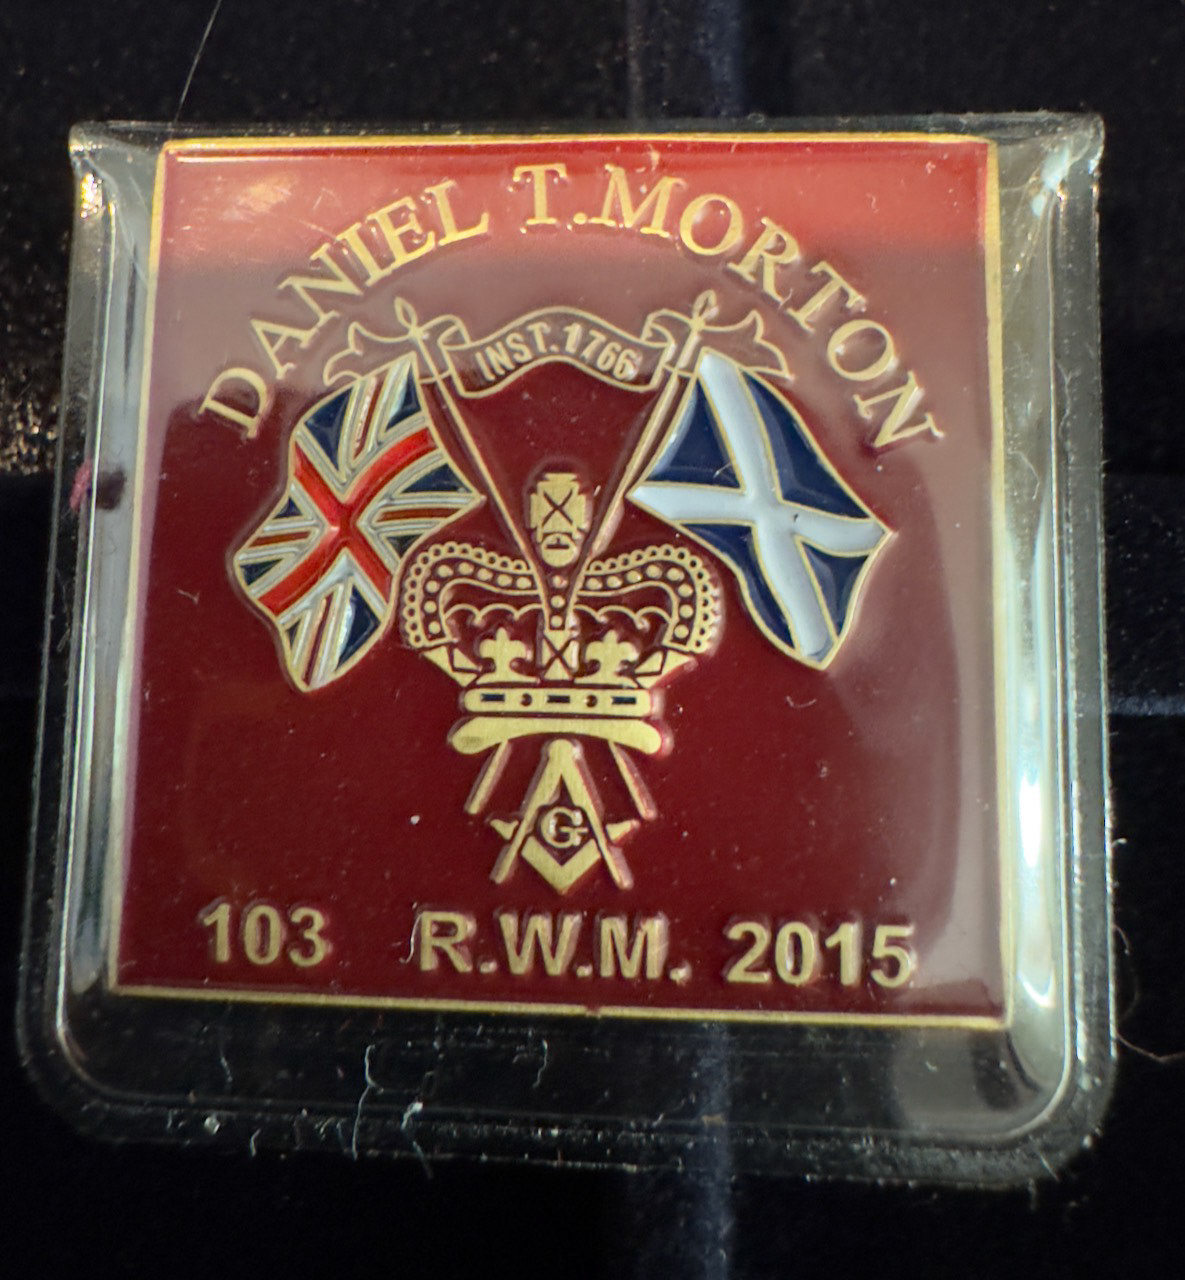 DANIEL T.MORTON
INST.1766
G
103 R.W.M. 2015